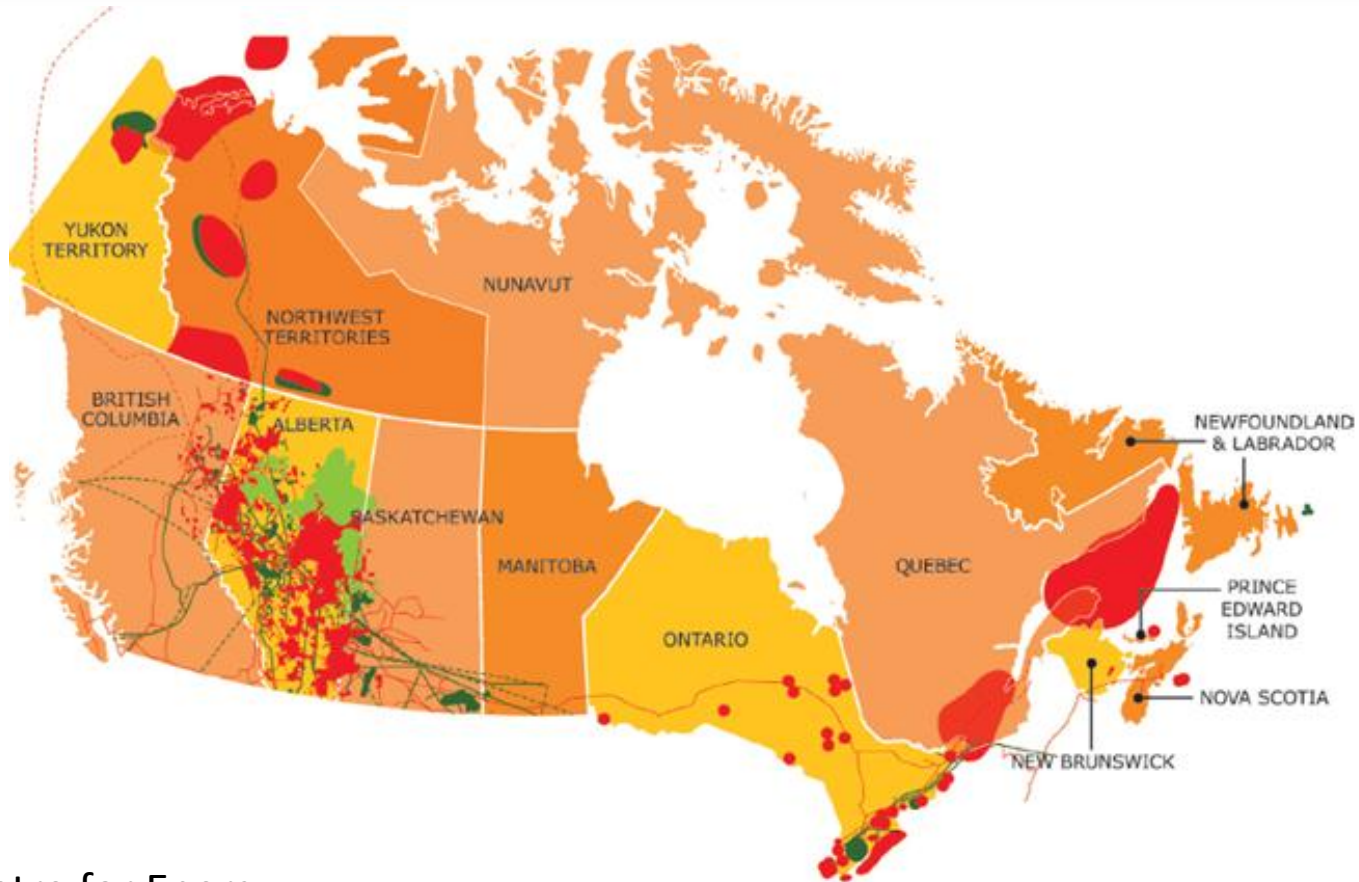 YUKON
TERRITORY
NUNAVUT
NORTHWEST
TERRITORIES
BRITISH
COLUMBIA
ALBERTA
NEWFOUNDLAND
& LABRADOR
SASKATCHEWAN
MANITOBA
QUEBEC
PRINCE
EDWARD
ISLAND
ONTARIO
NOVA SCOTIA
NEW BRUNSWICK
for